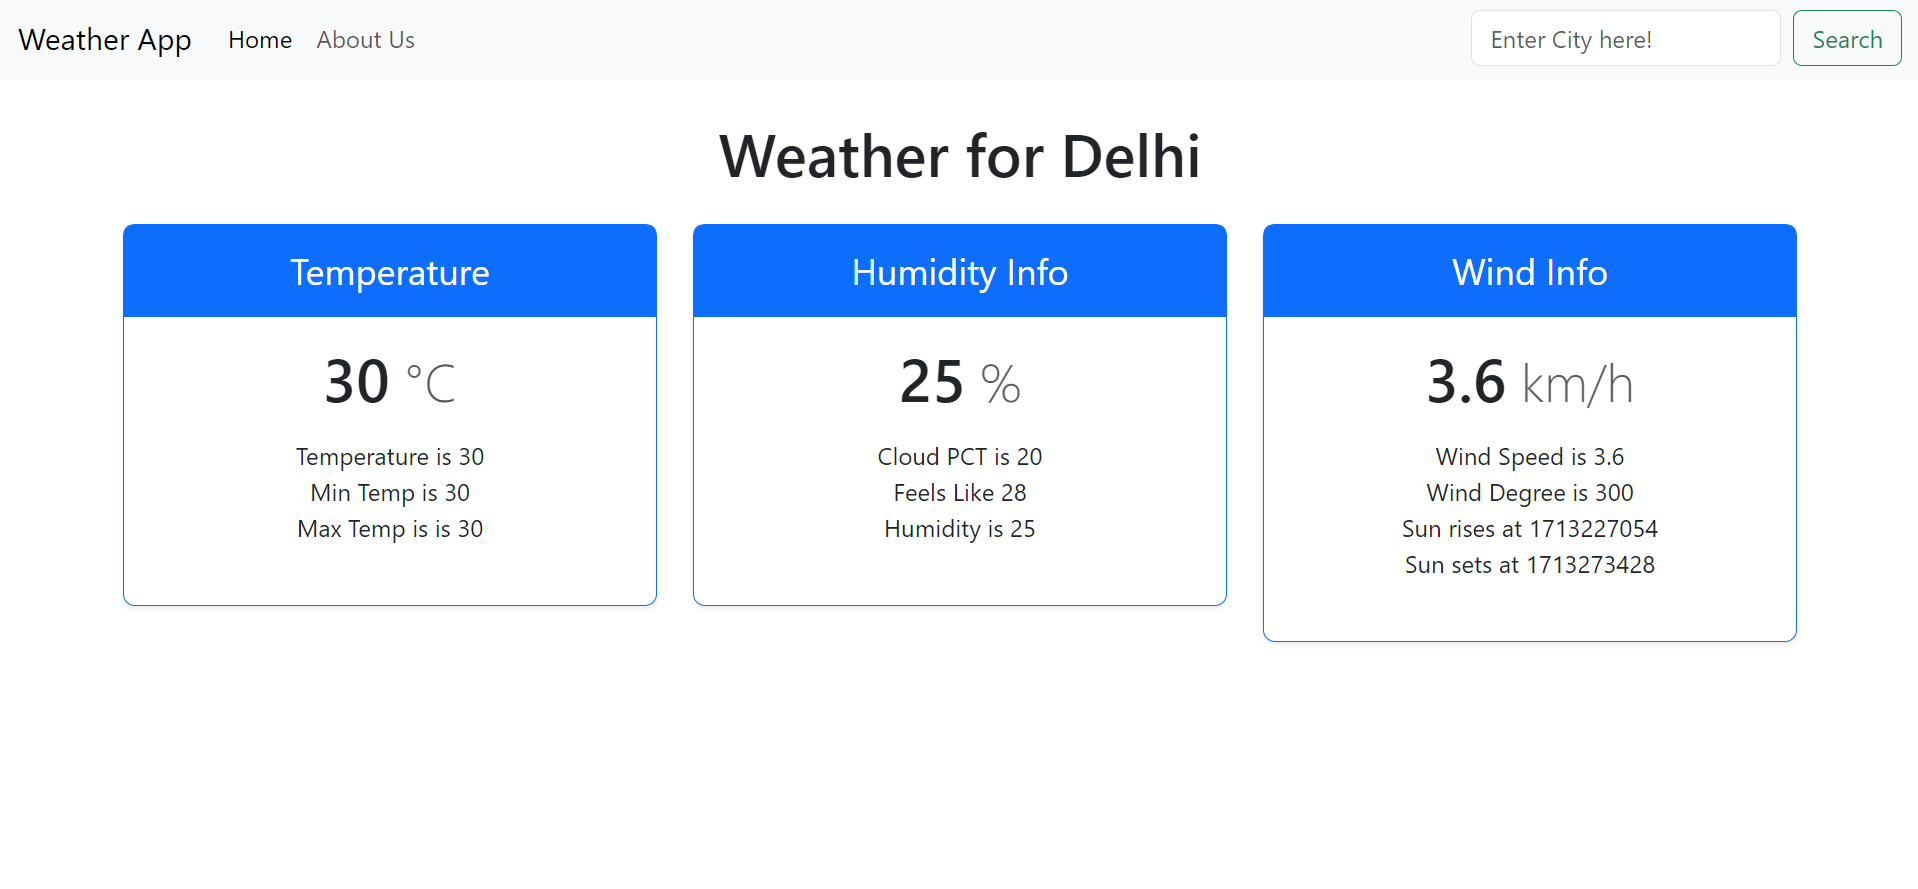 Weather App Home About Us Enter City here! Search
Weather for Delhi
Temperature
30 °C
Temperature is 30
Min Temp is 30
Max Temp is is 30
Humidity Info
25 %
Cloud PCT is 20
Feels Like 28
Humidity is 25
Wind Info
3.6 km/h
Wind Speed is 3.6
Wind Degree is 300
Sun rises at 1713227054
Sun sets at 1713273428